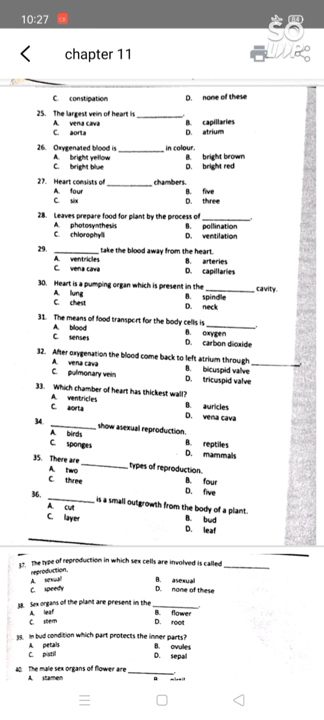 10:27
84
chapter 11
C. constipation D. none of these
25. The largest vein of heart is ________.
A. vena cava B. capillaries
C. aorta D. atrium
26. Oxygenated blood is ________ in colour.
A. bright yellow B. bright brown
C. bright blue D. bright red
27. Heart consists of ________ chambers.
A. four B. five
C. six D. three
28. Leaves prepare food for plant by the process of ________.
A. photosynthesis B. pollination
C. chlorophyll D. ventilation
29. ________ take the blood away from the heart.
A. ventricles B. arteries
C. vena cava D. capillaries
30. Heart is a pumping organ which is present in the ________ cavity.
A. lung B. spindle
C. chest D. neck
31. The means of food transport for the body cells is ________.
A. blood B. oxygen
C. senses D. carbon dioxide
32. After oxygenation the blood come back to left atrium through ________
A. vena cava B. bicuspid valve
C. pulmonary vein D. tricuspid valve
33. Which chamber of heart has thickest wall?
A. ventricles B. auricles
C. aorta D. vena cava
34. ________ show asexual reproduction.
A. birds B. reptiles
C. sponges D. mammals
35. There are ________ types of reproduction.
A. two B. four
C. three D. five
36. ________ is a small outgrowth from the body of a plant.
A. cut B. bud
C. layer D. leaf
37. The type of reproduction in which sex cells are involved is called ________
reproduction.
A. sexual B. asexual
C. speedy D. none of these
38. Sex organs of the plant are present in the ________.
A. leaf B. flower
C. stem D. root
39. In bud condition which part protects the inner parts?
A. petals B. ovules
C. pistil D. sepal
40. The male sex organs of flower are ________.
A. stamen